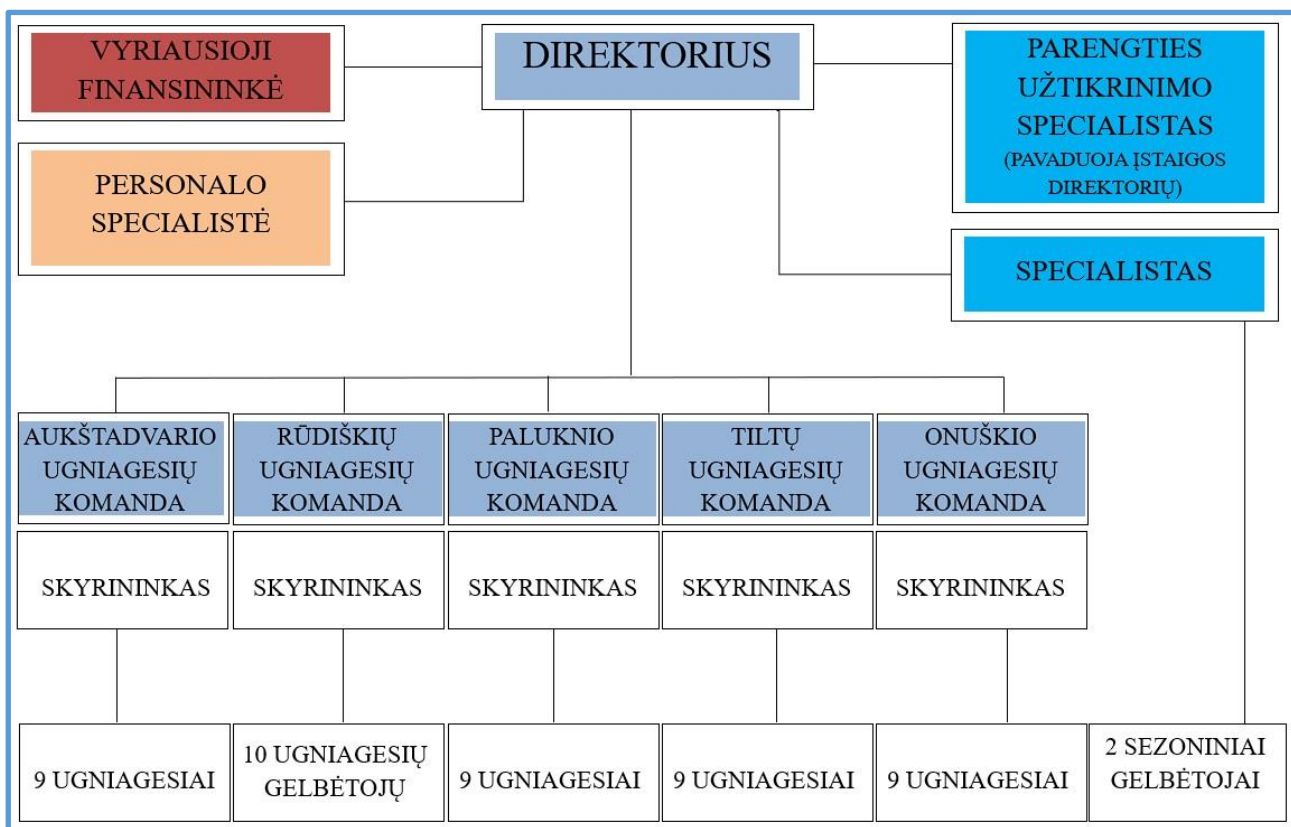 VYRIAUSIOJI
FINANSININKĖ
DIREKTORIUS
PARENGTIES
UŽTIKRINIMO
SPECIALISTAS
(PAVADUOJA ĮSTAIGOS
DIREKTORIŲ)
PERSONALO
SPECIALISTĖ
SPECIALISTAS
AUKŠTADVARIO
UGNIAGESIŲ
KOMANDA
RŪDIŠKIŲ
UGNIAGESIŲ
KOMANDA
PALUKNIO
UGNIAGESIŲ
KOMANDA
TILTŲ
UGNIAGESIŲ
KOMANDA
ONUŠKIO
UGNIAGESIŲ
KOMANDA
SKYRININKAS
SKYRININKAS
SKYRININKAS
SKYRININKAS
SKYRININKAS
9 UGNIAGESIAI
10 UGNIAGESIŲ
GELBĖTOJŲ
9 UGNIAGESIAI
9 UGNIAGESIAI
9 UGNIAGESIAI
2 SEZONINIAI
GELBĖTOJAI